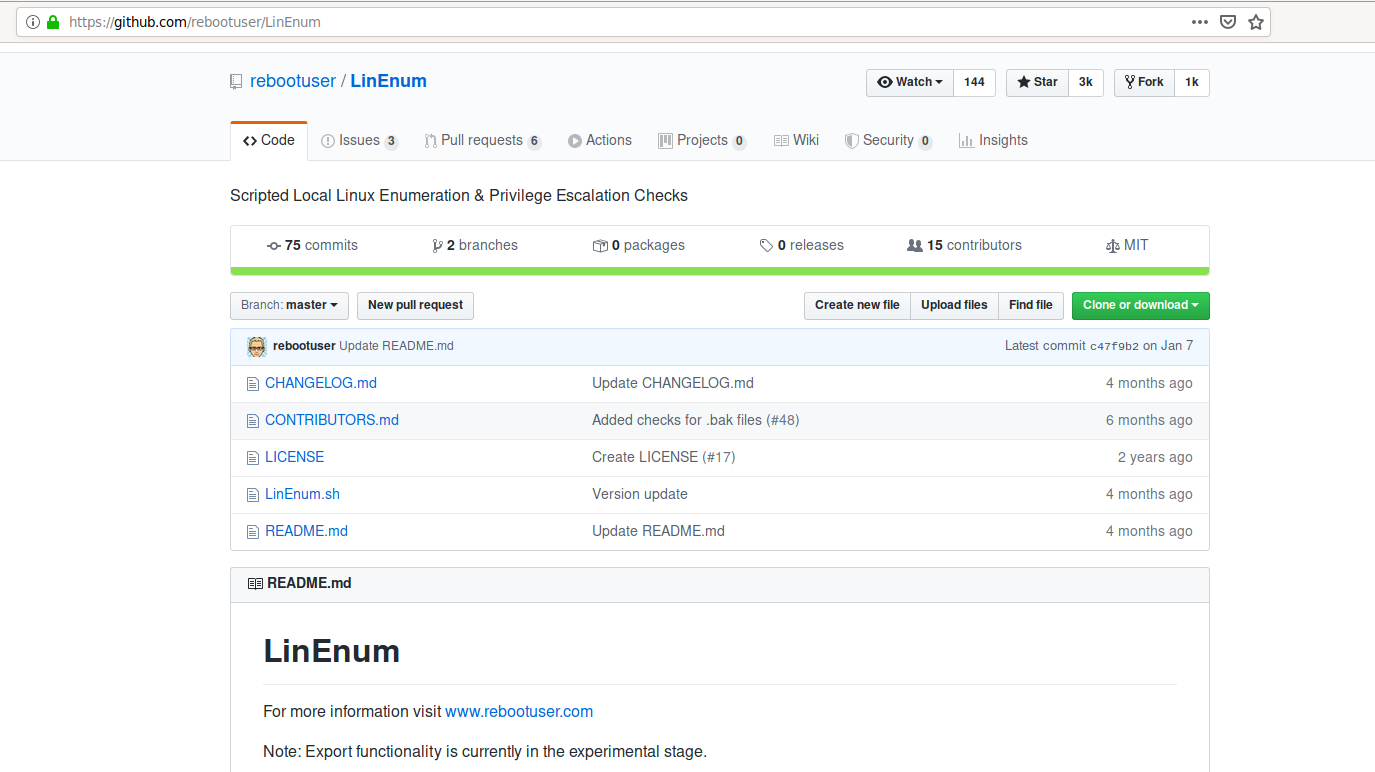 https://github.com/rebootuser/LinEnum
rebootuser / LinEnum
Watch 144 Star 3k Fork 1k
Code Issues 3 Pull requests 6 Actions Projects 0 Wiki Security 0 Insights
Scripted Local Linux Enumeration & Privilege Escalation Checks
75 commits 2 branches 0 packages 0 releases 15 contributors MIT
Branch: master New pull request Create new file Upload files Find file Clone or download
rebootuser Update README.md Latest commit c47f9b2 on Jan 7
CHANGELOG.md Update CHANGELOG.md 4 months ago
CONTRIBUTORS.md Added checks for .bak files (#48) 6 months ago
LICENSE Create LICENSE (#17) 2 years ago
LinEnum.sh Version update 4 months ago
README.md Update README.md 4 months ago
README.md
LinEnum
For more information visit www.rebootuser.com
Note: Export functionality is currently in the experimental stage.